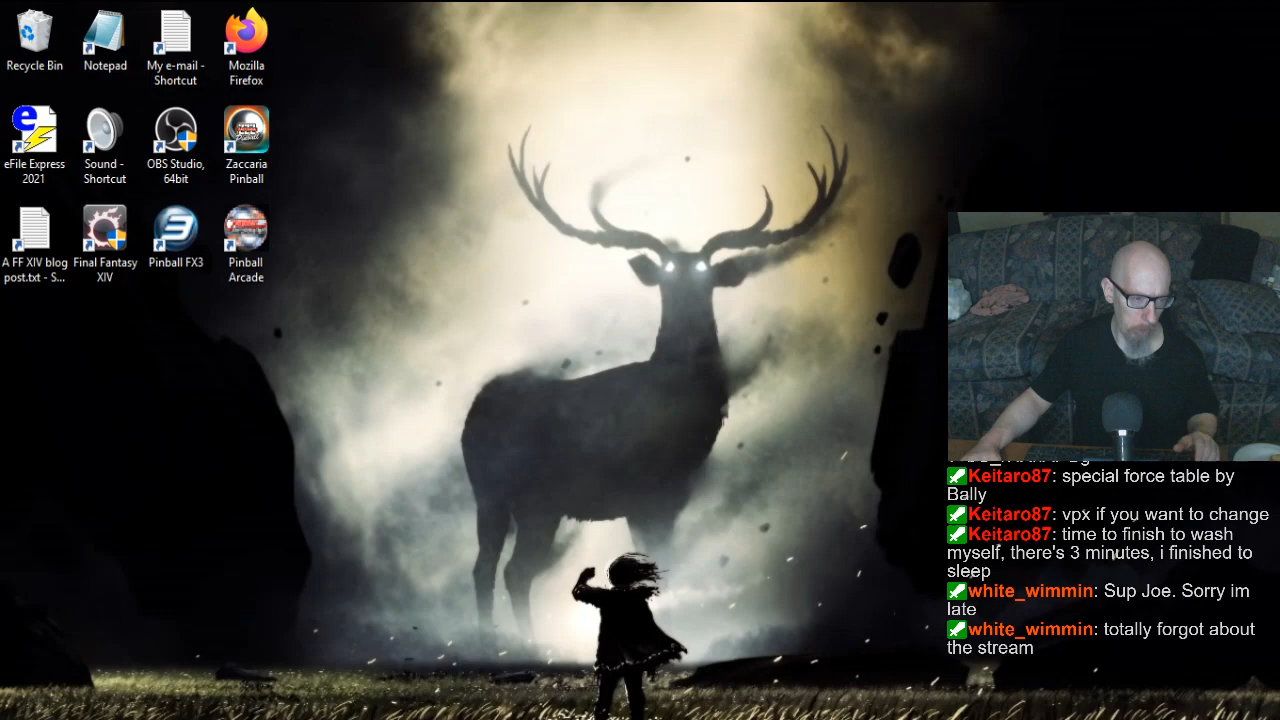 Recycle Bin
Notepad
My e-mail -
Shortcut
Mozilla
Firefox
eFile Express
2021
Sound -
Shortcut
OBS Studio,
64bit
Zaccaria
Pinball
A FF XIV blog
post.txt - S...
Final Fantasy
XIV
Pinball FX3
Pinball
Arcade
Keitaro87: special force table by
Bally
Keitaro87: vpx if you want to change
Keitaro87: time to finish to wash
myself, there's 3 minutes, i finished to
sleep
white_wimmin: Sup Joe. Sorry im
late
white_wimmin: totally forgot about
the stream